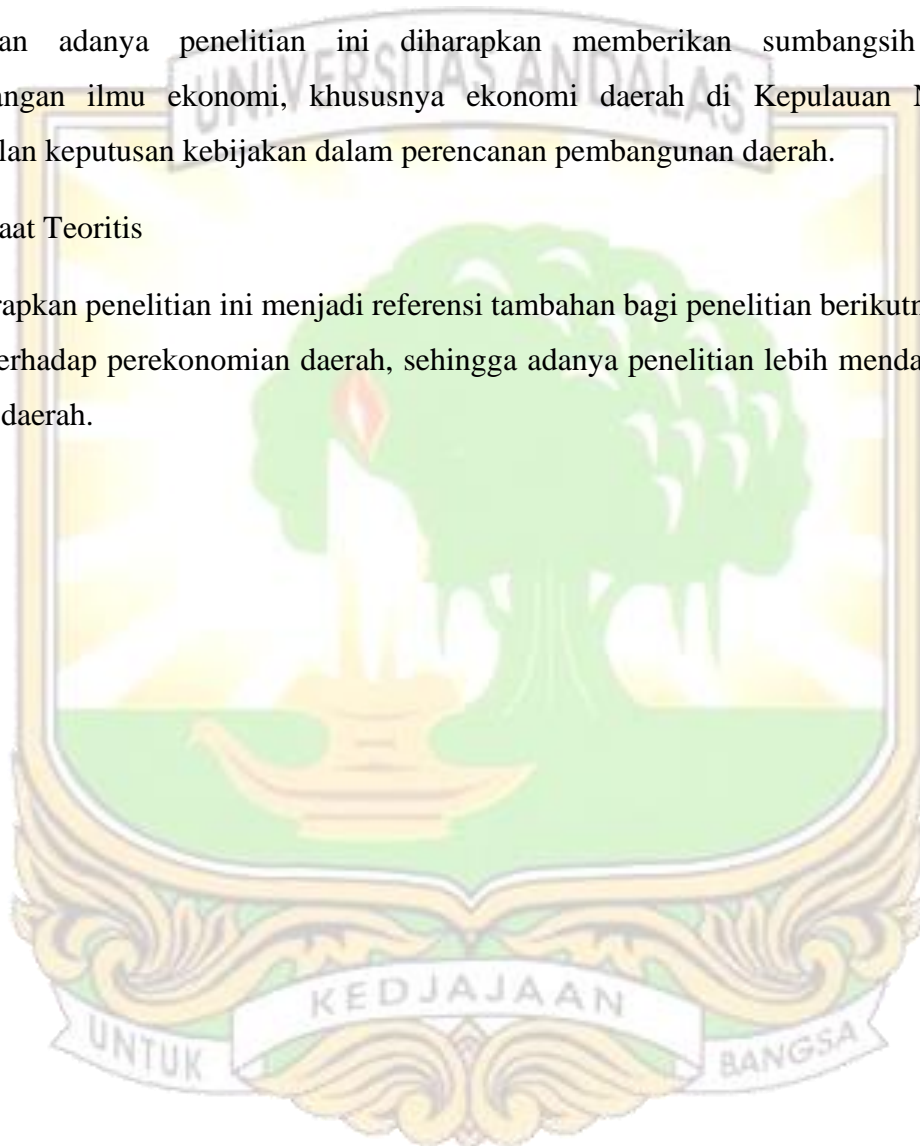 an adanya penelitian ini diharapkan memberikan sumbangsih
angan ilmu ekonomi, khususnya ekonomi daerah di Kepulauan
lan keputusan kebijakan dalam perencanan pembangunan daerah.
aat Teoritis
rapkan penelitian ini menjadi referensi tambahan bagi penelitian berikutn
erhadap perekonomian daerah, sehingga adanya penelitian lebih menda
daerah.
UNIVERSITAS ANDALAS
UNTUK KEDJAJAAN BANGSA